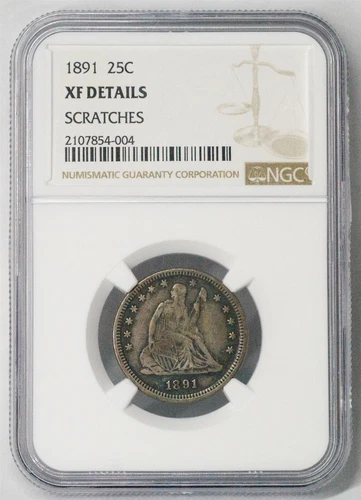 1891 25C
XF DETAILS
SCRATCHES
2107854-004
NUMISMATIC GUARANTY CORPORATION NGC
1891